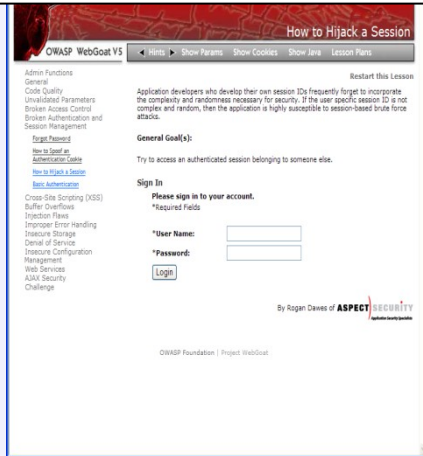 How to Hijack a Session
OWASP WebGoat V5
Hints Show Params Show Cookies Show Java Lesson Plans
Restart this Lesson
Admin Functions
General
Code Quality
Unvalidated Parameters
Broken Access Control
Broken Authentication and
Session Management
Forgot Password
How to Spoof an
Authentication Cookie
How to Hijack a Session
Basic Authentication
Cross-Site Scripting (XSS)
Buffer Overflows
Injection Flaws
Improper Error Handling
Insecure Storage
Denial of Service
Insecure Configuration
Management
Web Services
AJAX Security
Challenge
Application developers who develop their own session IDs frequently forget to incorporate
the complexity and randomness necessary for security. If the user specific session ID is not
complex and random, then the application is highly susceptible to session-based brute force
attacks.
General Goal(s):
Try to access an authenticated session belonging to someone else.
Sign In
Please sign in to your account.
*Required Fields
*User Name:
*Password:
Login
By Rogan Dawes of ASPECT SECURITY
Application Security Specialists
OWASP Foundation | Project WebGoat